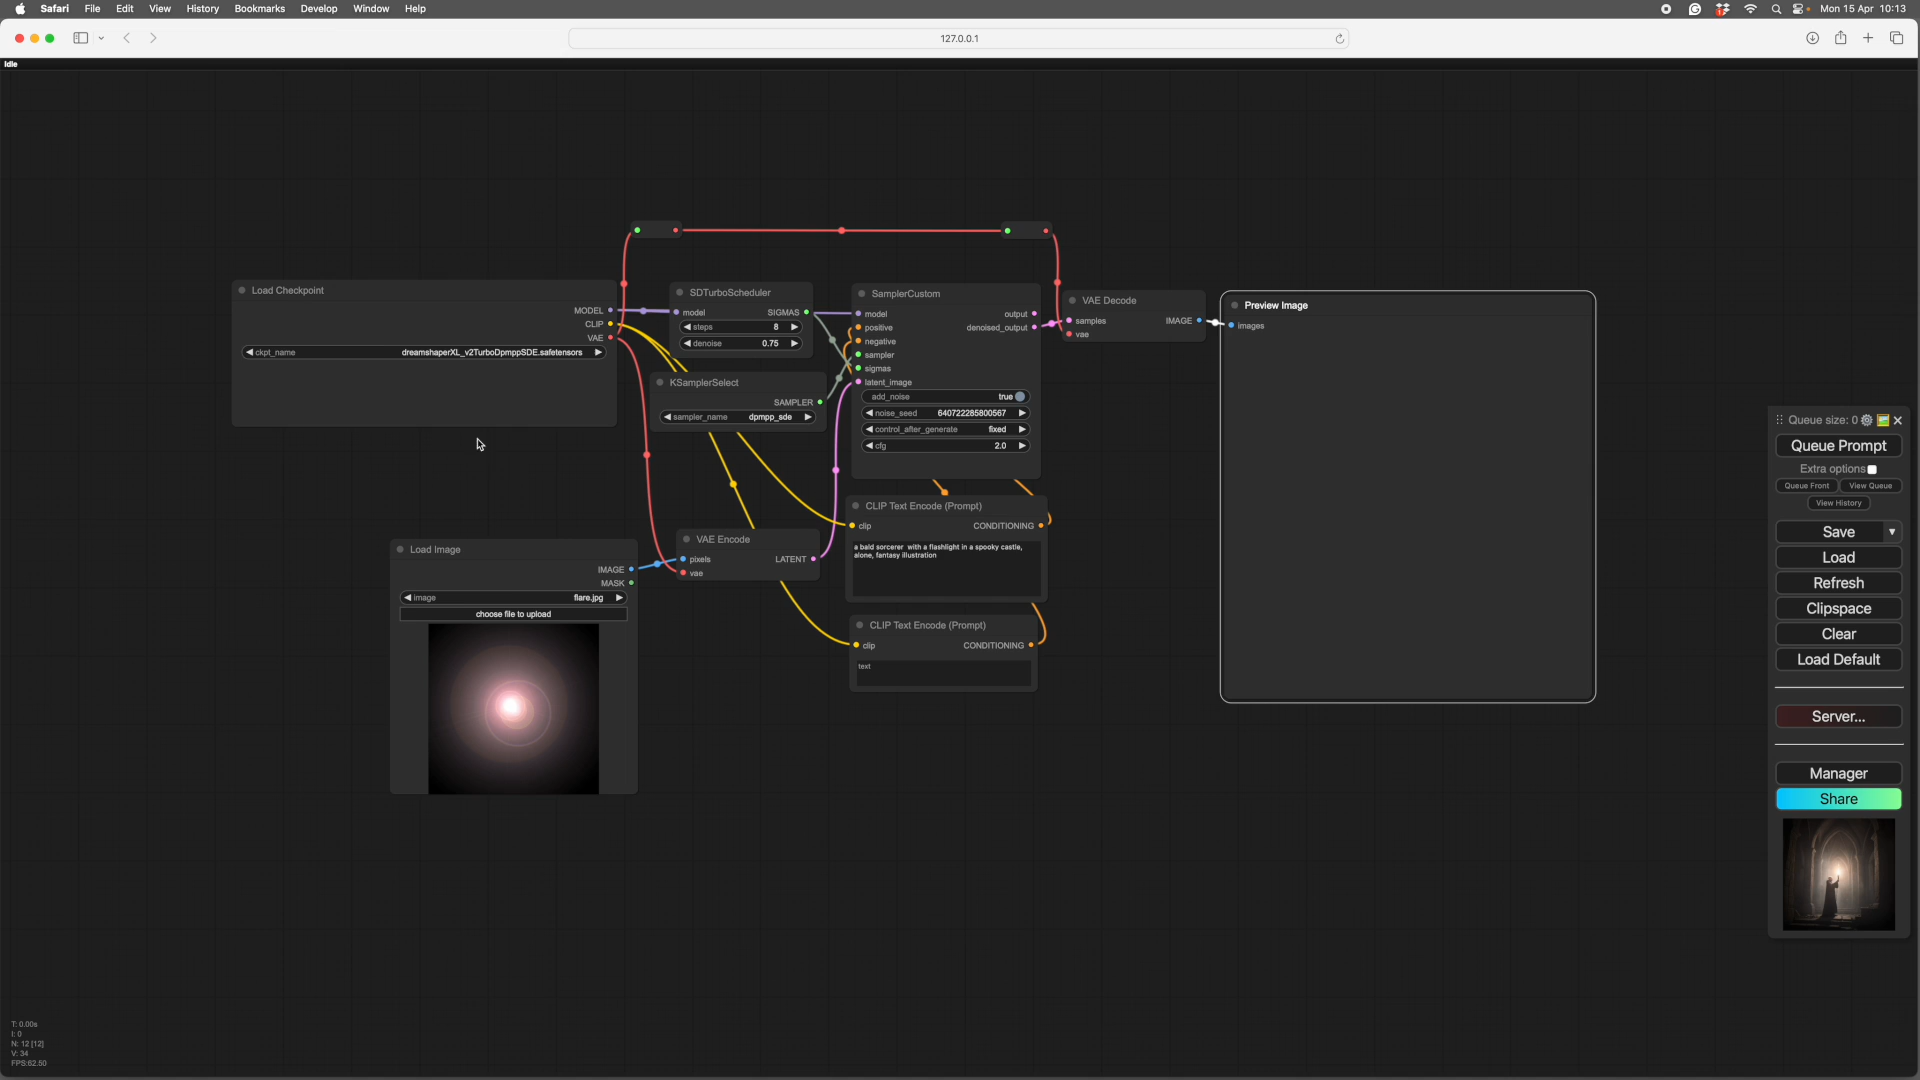 Safari File Edit View History Bookmarks Develop Window Help
Mon 15 Apr 10:13
127.0.0.1
Idle
Load Checkpoint
MODEL
CLIP
VAE
ckpt_name dreamshaperXL_v2TurboDpmppSDE.safetensors
SDTurboScheduler
model SIGMAS
steps 8
denoise 0.75
KSamplerSelect
SAMPLER
sampler_name dpmpp_sde
SamplerCustom
model output
positive denoised_output
negative
sampler
sigmas
latent_image
add_noise true
noise_seed 640722285800567
control_after_generate fixed
cfg 2.0
VAE Decode
samples IMAGE
vae
Preview Image
images
CLIP Text Encode (Prompt)
clip CONDITIONING
a bald sorcerer with a flashlight in a spooky castle,
alone, fantasy illustration
VAE Encode
pixels LATENT
vae
Load Image
IMAGE
MASK
image flare.jpg
choose file to upload
CLIP Text Encode (Prompt)
clip CONDITIONING
text
Queue size: 0
Queue Prompt
Extra options
Queue Front View Queue
View History
Save
Load
Refresh
Clipspace
Clear
Load Default
Server...
Manager
Share
T: 0.00s
I: 0
N: 12 [12]
V: 34
FPS:62.50